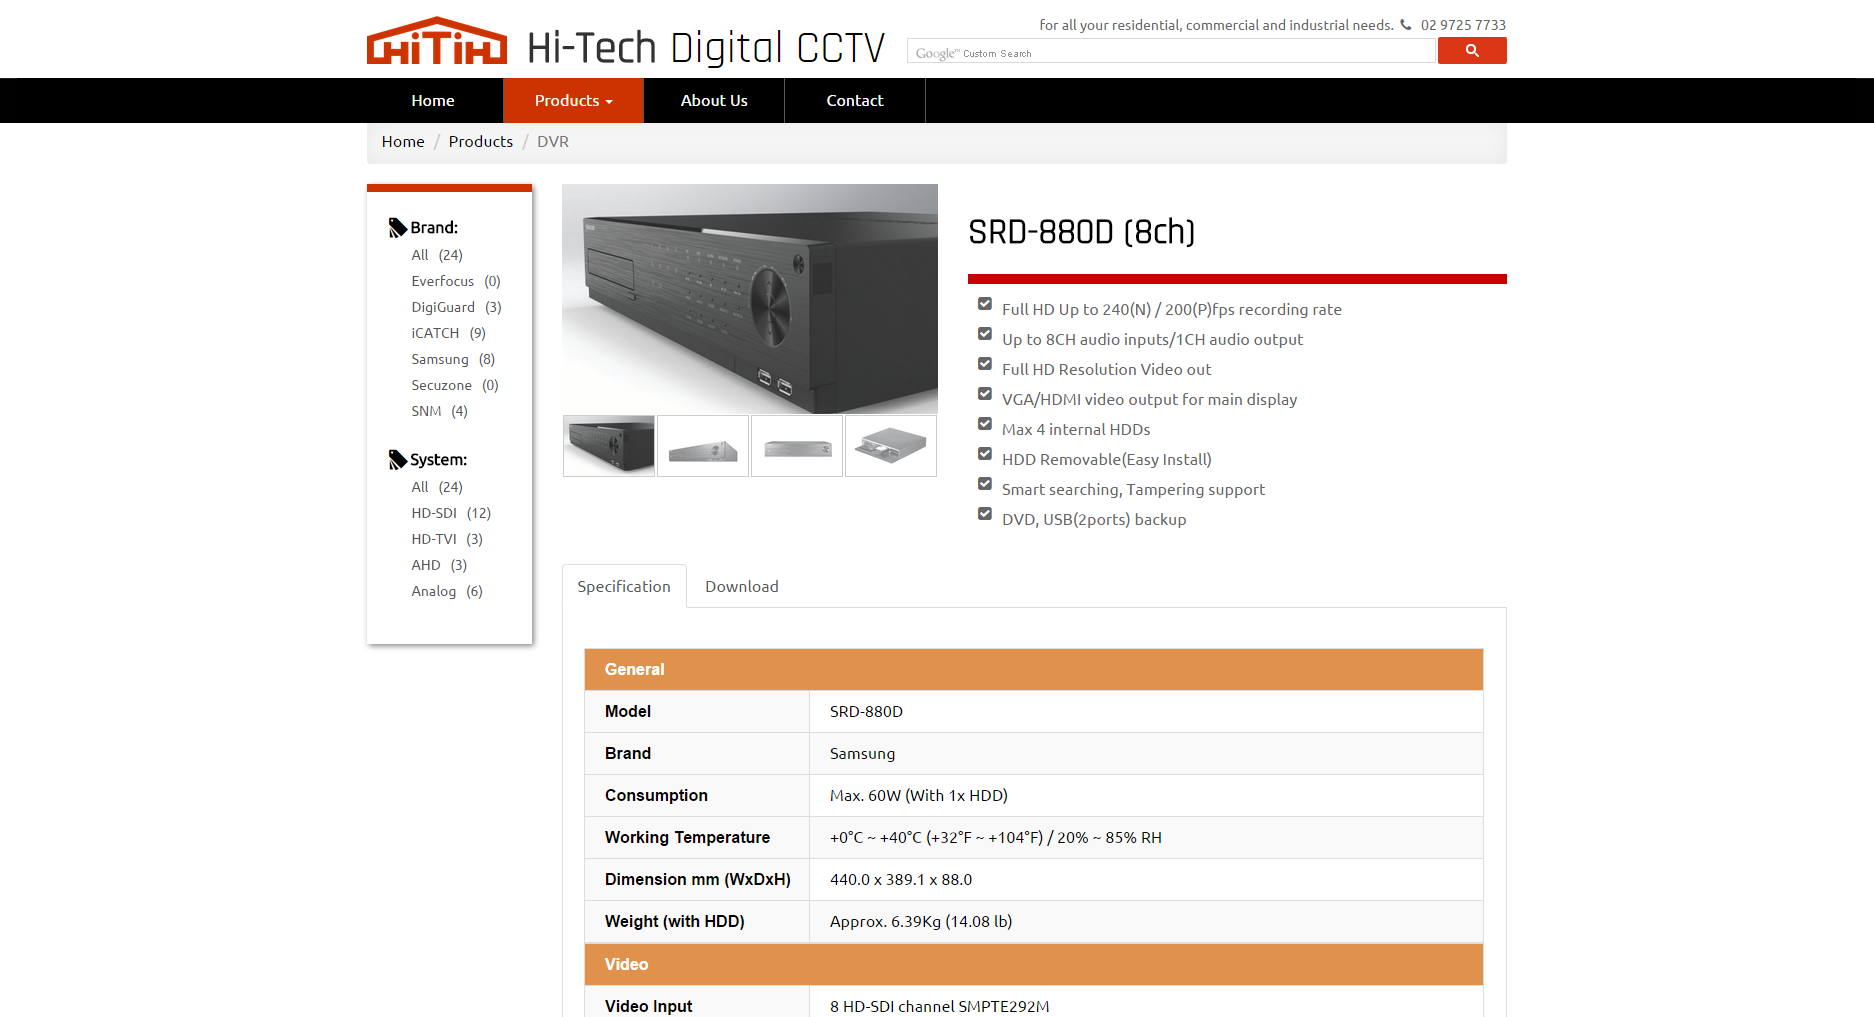 HiTiH Hi-Tech Digital CCTV
for all your residential, commercial and industrial needs. 02 9725 7733
Google™ Custom Search
Home Products About Us Contact
Home / Products / DVR
Brand:
All (24)
Everfocus (0)
DigiGuard (3)
iCATCH (9)
Samsung (8)
Secuzone (0)
SNM (4)
System:
All (24)
HD-SDI (12)
HD-TVI (3)
AHD (3)
Analog (6)
SRD-880D (8ch)
Full HD Up to 240(N) / 200(P)fps recording rate
Up to 8CH audio inputs/1CH audio output
Full HD Resolution Video out
VGA/HDMI video output for main display
Max 4 internal HDDs
HDD Removable(Easy Install)
Smart searching, Tampering support
DVD, USB(2ports) backup
Specification Download
General
Model SRD-880D
Brand Samsung
Consumption Max. 60W (With 1x HDD)
Working Temperature +0°C ~ +40°C (+32°F ~ +104°F) / 20% ~ 85% RH
Dimension mm (WxDxH) 440.0 x 389.1 x 88.0
Weight (with HDD) Approx. 6.39Kg (14.08 lb)
Video
Video Input 8 HD-SDI channel SMPTE292M